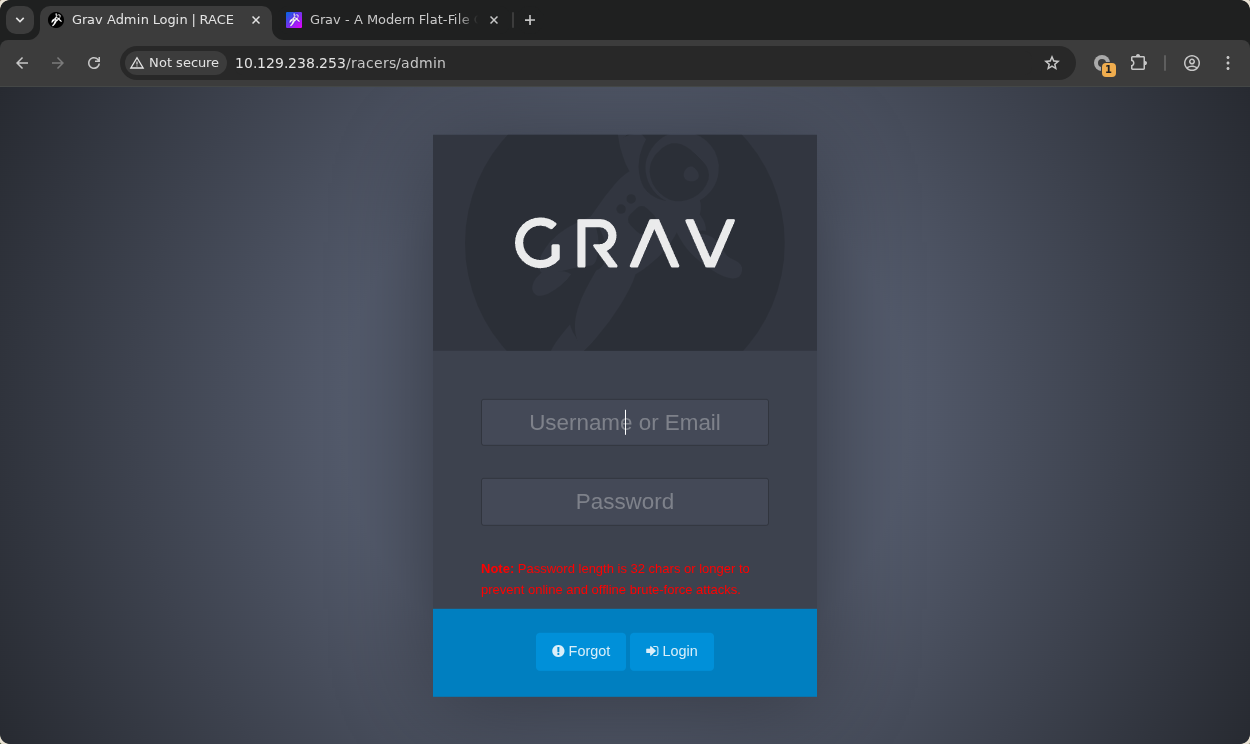 Grav Admin Login | RACE
Grav - A Modern Flat-File
Not secure
10.129.238.253/racers/admin
1
GRAV
Username or Email
Password
Note: Password length is 32 chars or longer to
prevent online and offline brute-force attacks.
Forgot
Login